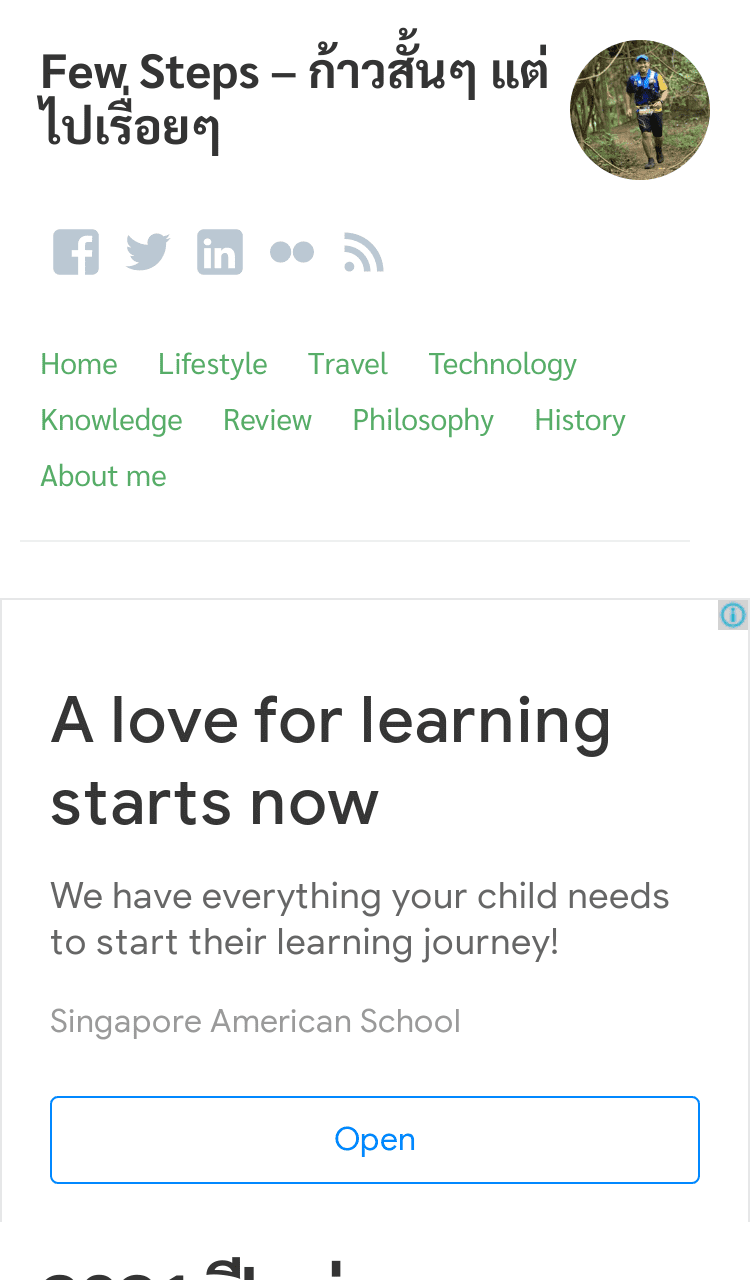 Few Steps – ก้าวสั้นๆ แต่
ไปเรื่อยๆ
Home Lifestyle Travel Technology
Knowledge Review Philosophy History
About me
A love for learning
starts now
We have everything your child needs
to start their learning journey!
Singapore American School
Open